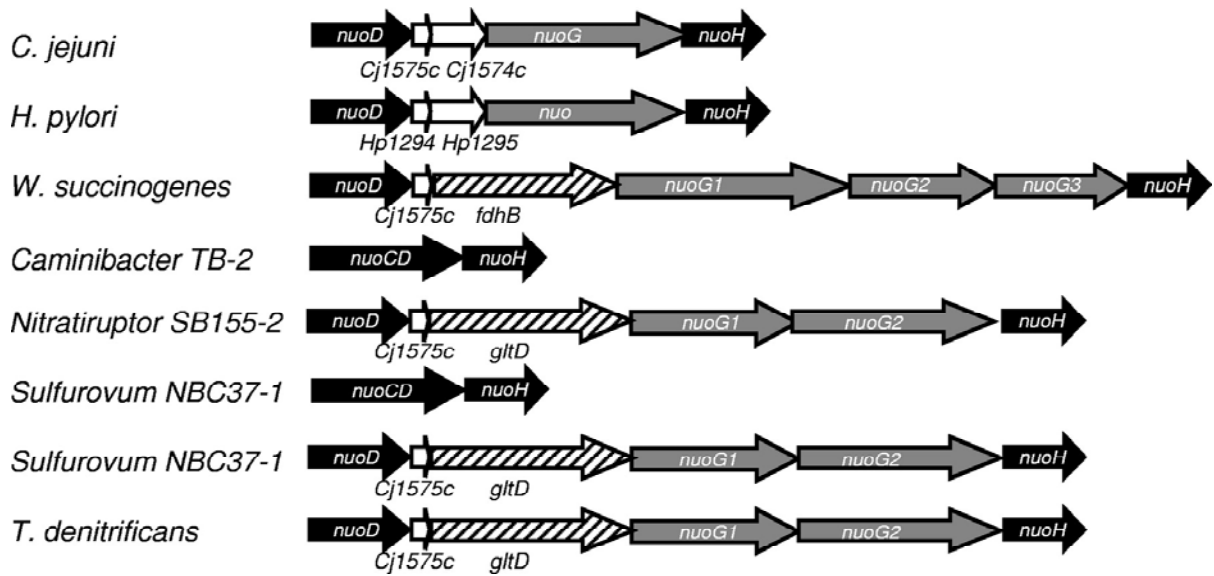 C. jejuni nuoD nuoG nuoH
Cj1575c Cj1574c
H. pylori nuoD nuo nuoH
Hp1294 Hp1295
W. succinogenes nuoD nuoG1 nuoG2 nuoG3 nuoH
Cj1575c fdhB
Caminibacter TB-2 nuoCD nuoH
Nitratiruptor SB155-2 nuoD nuoG1 nuoG2 nuoH
Cj1575c gltD
Sulfurovum NBC37-1 nuoCD nuoH
Sulfurovum NBC37-1 nuoD nuoG1 nuoG2 nuoH
Cj1575c gltD
T. denitrificans nuoD nuoG1 nuoG2 nuoH
Cj1575c gltD